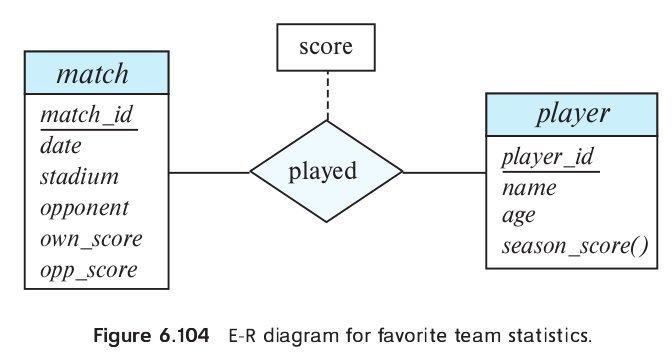 score
match
match_id
date
stadium
opponent
own_score
opp_score
played
player
player_id
name
age
season_score()
Figure 6.104 E-R diagram for favorite team statistics.